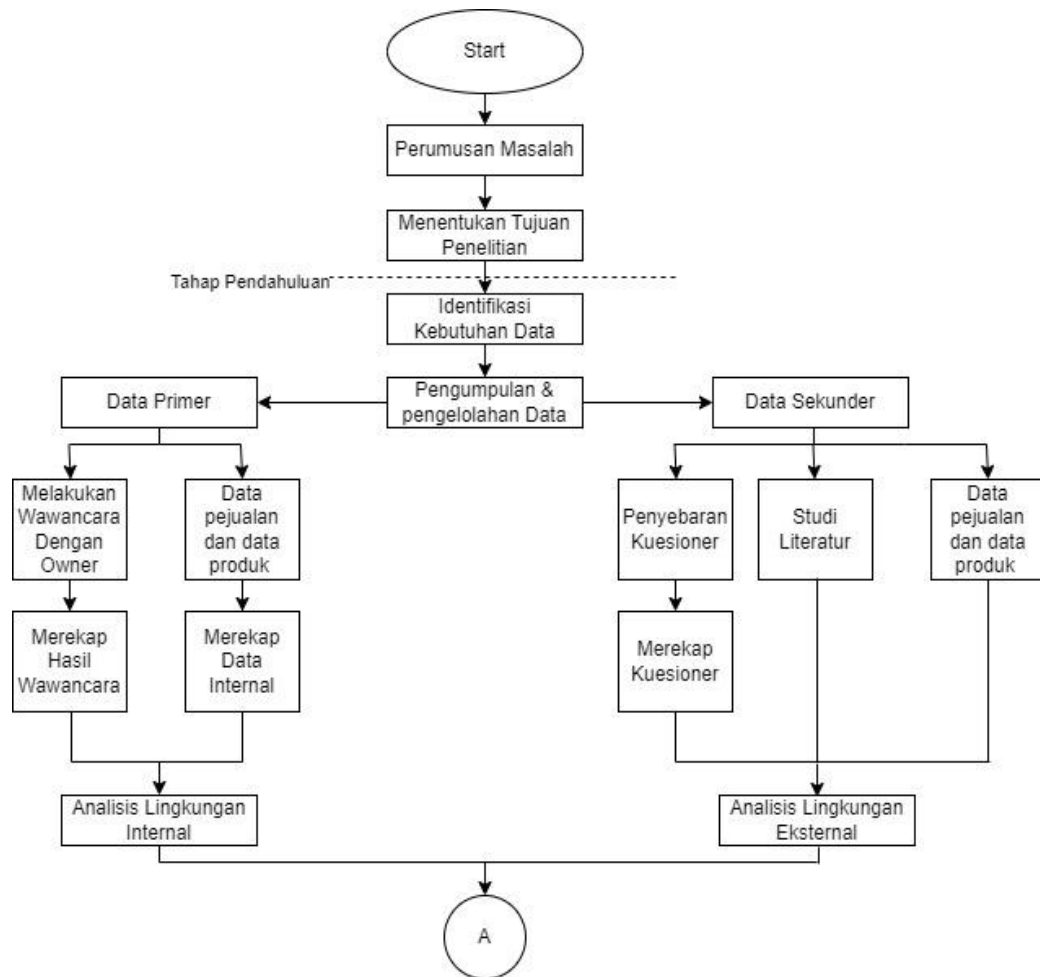 Start
Perumusan Masalah
Menentukan Tujuan
Penelitian
Tahap Pendahuluan
Identifikasi
Kebutuhan Data
Data Primer
Pengumpulan &
pengelolahan Data
Data Sekunder
Melakukan
Wawancara
Dengan
Owner
Data
pejualan
dan data
produk
Penyebaran
Kuesioner
Studi
Literatur
Data
pejualan
dan data
produk
Merekap
Hasil
Wawancara
Merekap
Data
Internal
Merekap
Kuesioner
Analisis Lingkungan
Internal
Analisis Lingkungan
Eksternal
A